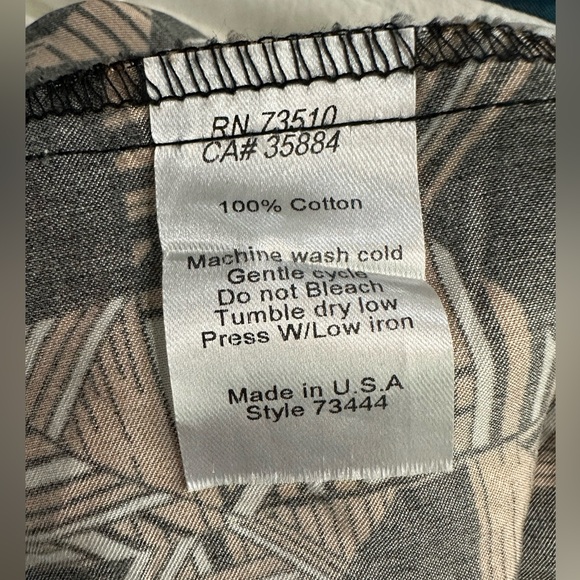 RN 73510
CA# 35884
100% Cotton
Machine wash cold
Gentle cycle
Do not Bleach
Tumble dry low
Press W/Low iron
Made in U.S.A
Style 73444